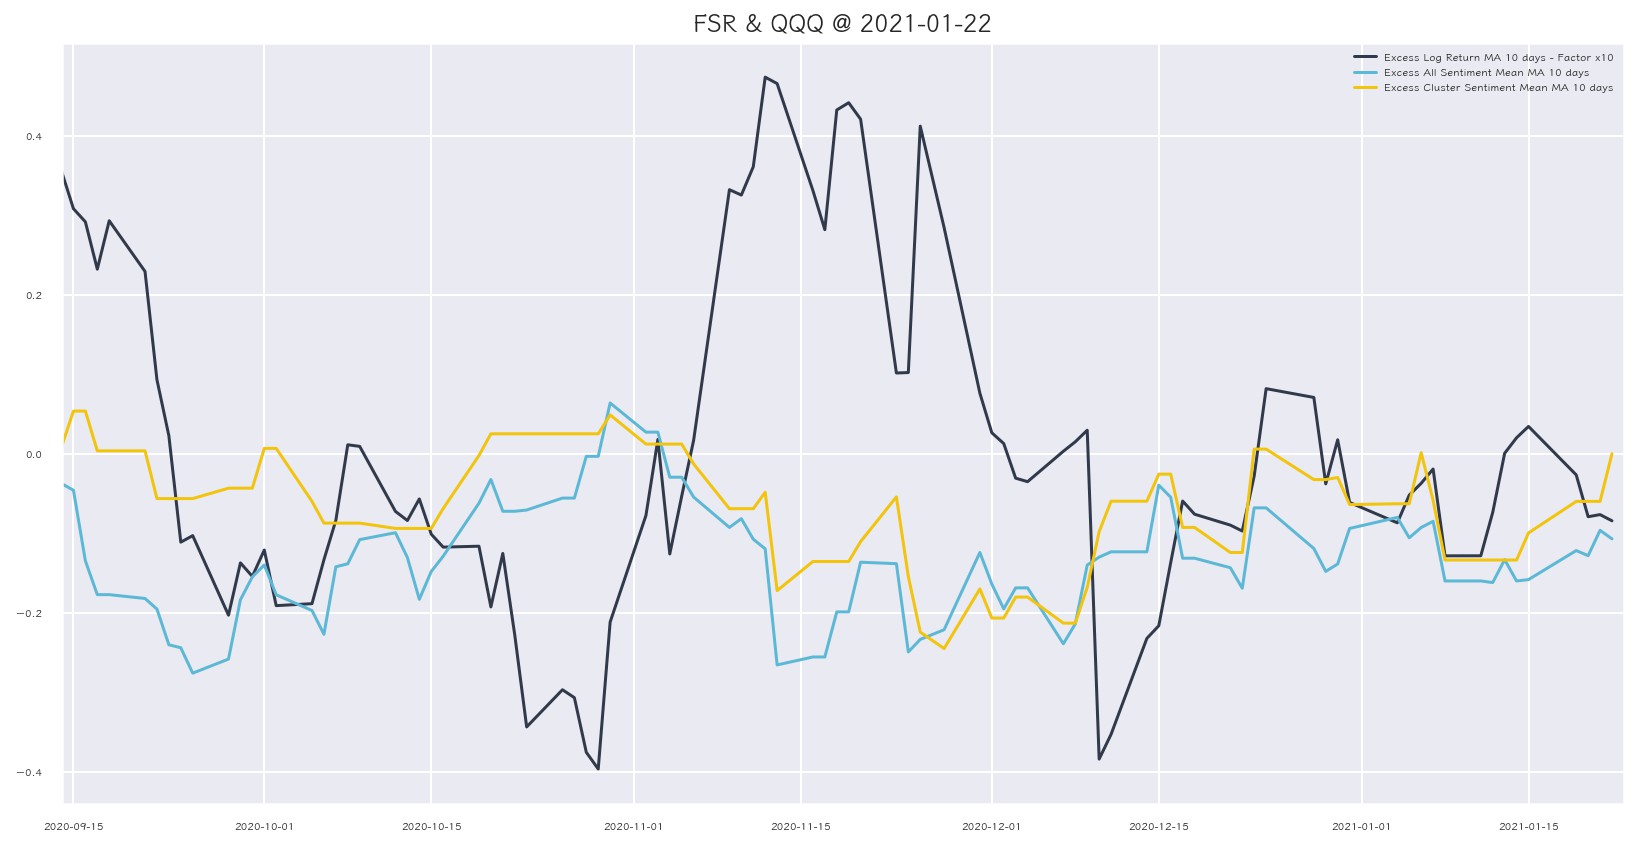 FSR & QQQ @ 2021-01-22
Excess Log Return MA 10 days - Factor x10
Excess All Sentiment Mean MA 10 days
Excess Cluster Sentiment Mean MA 10 days
0.4
0.2
0.0
−0.2
−0.4
2020-09-15 2020-10-01 2020-10-15 2020-11-01 2020-11-15 2020-12-01 2020-12-15 2021-01-01 2021-01-15